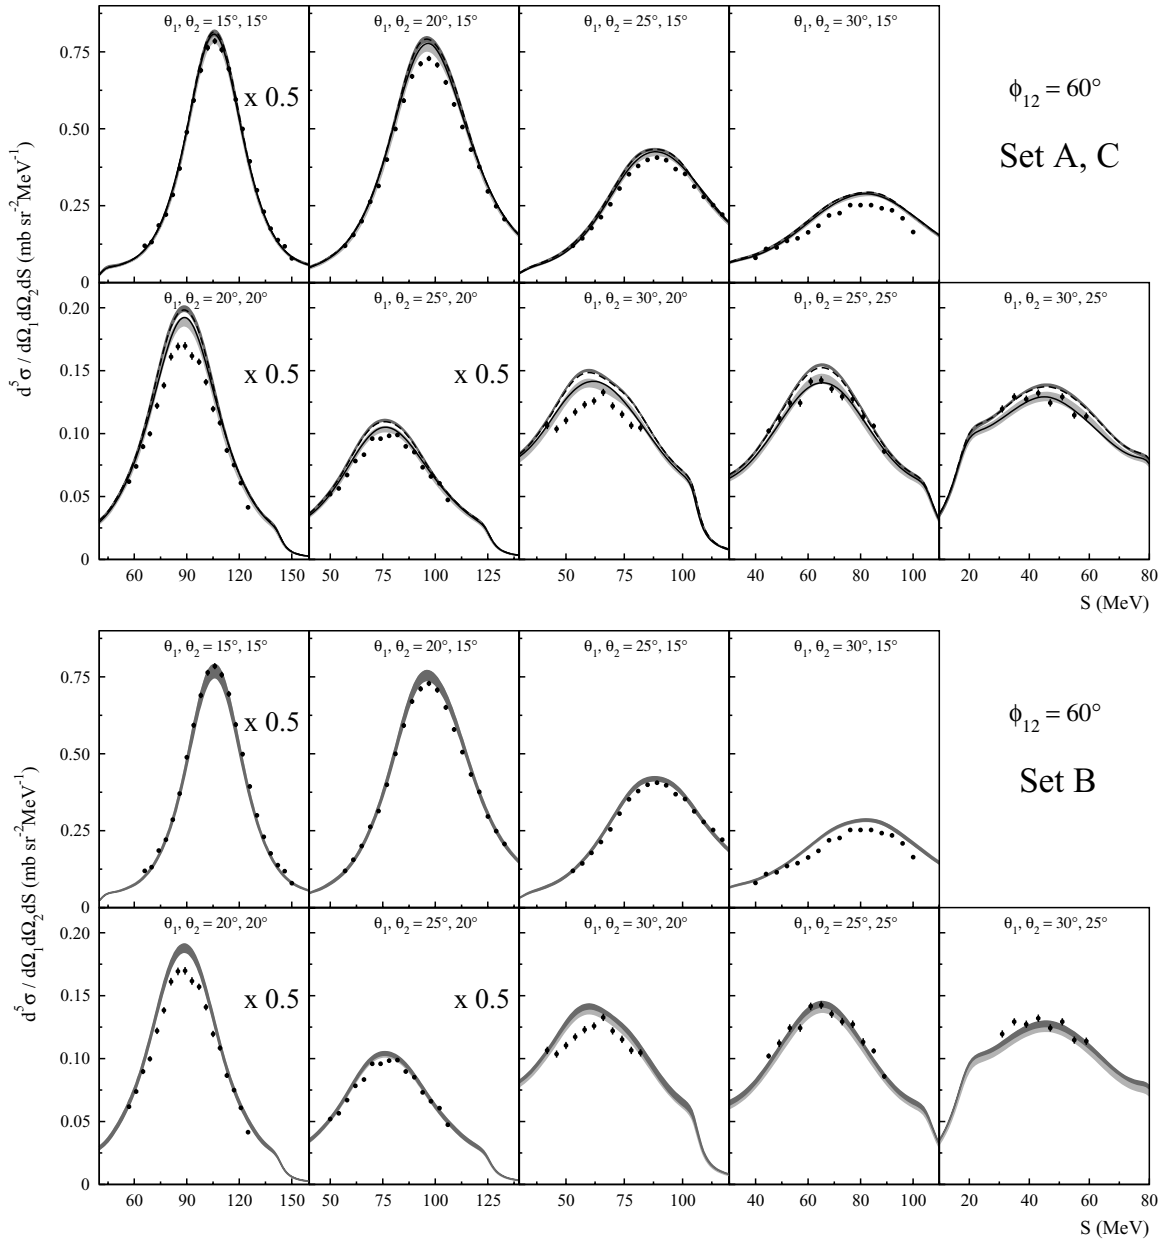 θ₁, θ₂ = 15°, 15°
θ₁, θ₂ = 20°, 15°
θ₁, θ₂ = 25°, 15°
θ₁, θ₂ = 30°, 15°
0.75
0.50
0.25
0
x 0.5
ϕ₁₂ = 60°
Set A, C
d⁵σ / dΩ₁dΩ₂dS (mb sr⁻²MeV⁻¹)
θ₁, θ₂ = 20°, 20°
θ₁, θ₂ = 25°, 20°
θ₁, θ₂ = 30°, 20°
θ₁, θ₂ = 25°, 25°
θ₁, θ₂ = 30°, 25°
0.20
0.15
0.10
0.05
0
x 0.5
x 0.5
60 90 120 150
50 75 100 125
50 75 100
40 60 80 100
20 40 60 80
S (MeV)
θ₁, θ₂ = 15°, 15°
θ₁, θ₂ = 20°, 15°
θ₁, θ₂ = 25°, 15°
θ₁, θ₂ = 30°, 15°
0.75
0.50
0.25
0
x 0.5
ϕ₁₂ = 60°
Set B
d⁵σ / dΩ₁dΩ₂dS (mb sr⁻²MeV⁻¹)
θ₁, θ₂ = 20°, 20°
θ₁, θ₂ = 25°, 20°
θ₁, θ₂ = 30°, 20°
θ₁, θ₂ = 25°, 25°
θ₁, θ₂ = 30°, 25°
0.20
0.15
0.10
0.05
0
x 0.5
x 0.5
60 90 120 150
50 75 100 125
50 75 100
40 60 80 100
20 40 60 80
S (MeV)